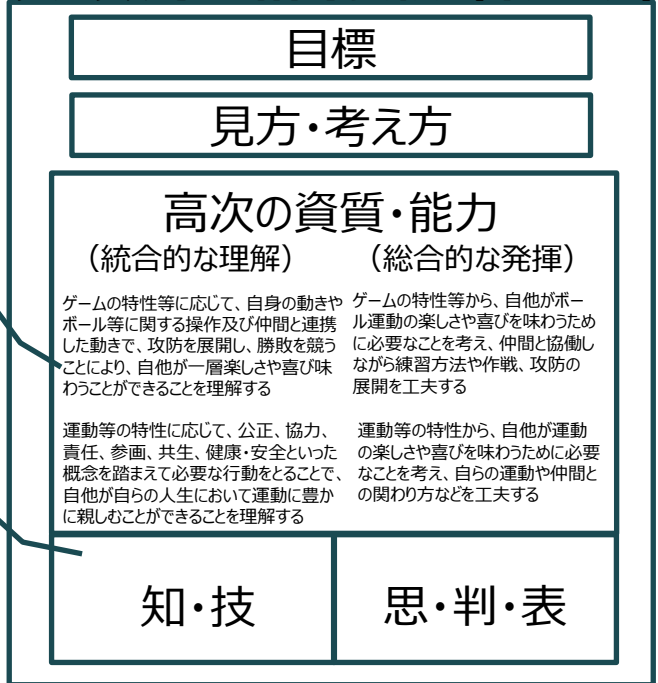 目標
見方・考え方
高次の資質・能力
(統合的な理解)
ゲームの特性等に応じて、自身の動きや
ボール等に関する操作及び仲間と連携
した動きで、攻防を展開し、勝敗を競う
ことにより、自他が一層楽しさや喜び味
わうことができることを理解する
運動等の特性に応じて、公正、協力、
責任、参画、共生、健康・安全といった
概念を踏まえて必要な行動をとることで、
自他が自らの人生において運動に豊か
に親しむことができることを理解する
(総合的な発揮)
ゲームの特性等から、自他がボー
ル運動の楽しさや喜びを味わうため
に必要なことを考え、仲間と協働し
ながら練習方法や作戦、攻防の
展開を工夫する
運動等の特性から、自他が運動
の楽しさや喜びを味わうために必要
なことを考え、自らの運動や仲間と
の関わり方などを工夫する
知・技
思・判・表